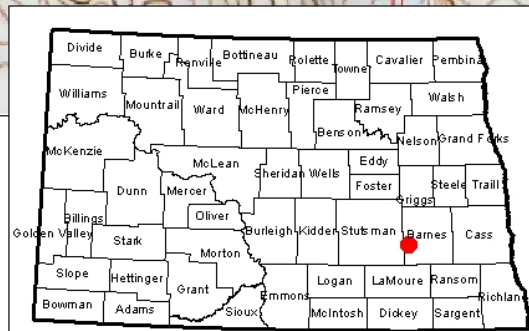 Divide Burke Renville Bottineau Rolette Towne Cavalier Pembina
Williams Mountrail Ward McHenry Pierce Ramsey Walsh
Benson Nelson Grand Forks
McKenzie McLean Sheridan Wells Eddy
Dunn Mercer Foster Griggs Steele Traill
Golden Valley Billings Oliver Burleigh Kidder Stutsman Barnes Cass
Stark Morton
Slope Hettinger Grant Emmons Logan LaMoure Ransom Richland
Bowman Adams Sioux McIntosh Dickey Sargent